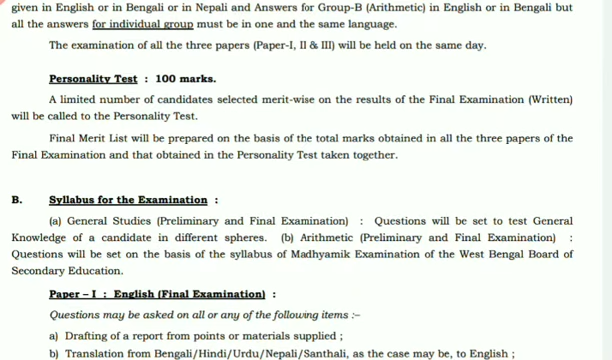 given in English or in Bengali or in Nepali and Answers for Group-B (Arithmetic) in English or in Bengali but
all the answers for individual group must be in one and the same language.
The examination of all the three papers (Paper-I, II & III) will be held on the same day.
Personality Test : 100 marks.
A limited number of candidates selected merit-wise on the results of the Final Examination (Written)
will be called to the Personality Test.
Final Merit List will be prepared on the basis of the total marks obtained in all the three papers of the
Final Examination and that obtained in the Personality Test taken together.
B. Syllabus for the Examination :
(a) General Studies (Preliminary and Final Examination) : Questions will be set to test General
Knowledge of a candidate in different spheres. (b) Arithmetic (Preliminary and Final Examination) :
Questions will be set on the basis of the syllabus of Madhyamik Examination of the West Bengal Board of
Secondary Education.
Paper – I : English (Final Examination) :
Questions may be asked on all or any of the following items :–
a) Drafting of a report from points or materials supplied ;
b) Translation from Bengali/Hindi/Urdu/Nepali/Santhali, as the case may be, to English ;